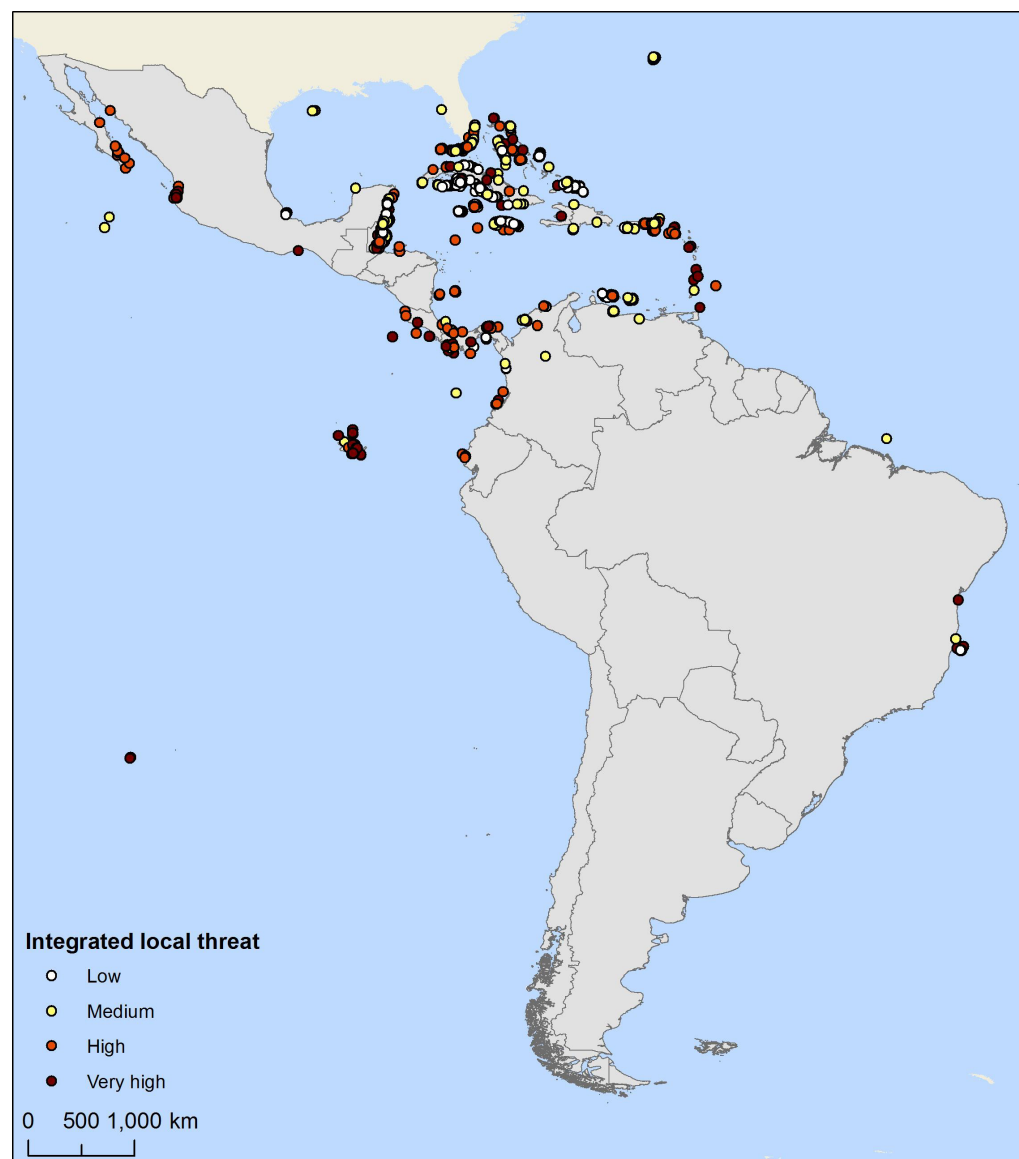 Integrated local threat
Low
Medium
High
Very high
0 500 1,000 km